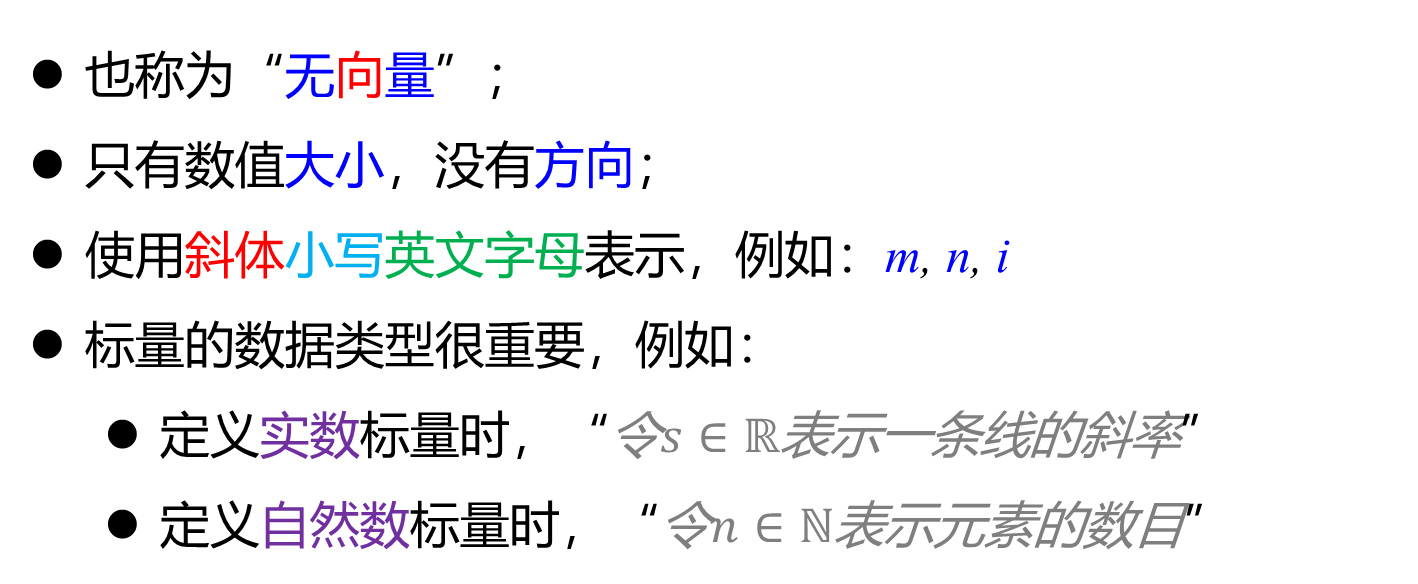 ● 也称为“无向量”;
● 只有数值大小，没有方向;
● 使用斜体小写英文字母表示，例如：m, n, i
● 标量的数据类型很重要，例如：
● 定义实数标量时，“令s ∈ ℝ表示一条线的斜率”
● 定义自然数标量时，“令n ∈ ℕ表示元素的数目”